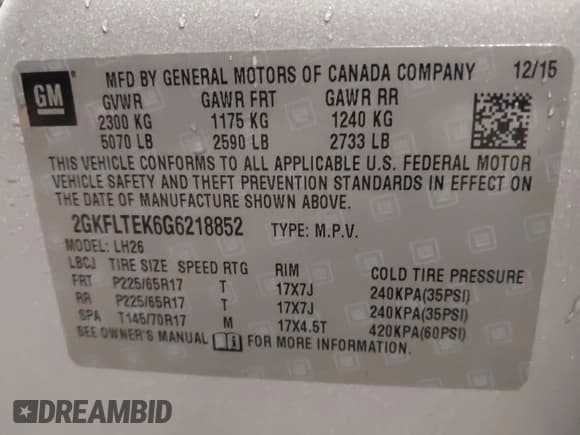 GM
MFD BY GENERAL MOTORS OF CANADA COMPANY 12/15
GVWR GAWR FRT GAWR RR
2300 KG 1175 KG 1240 KG
5070 LB 2590 LB 2733 LB
THIS VEHICLE CONFORMS TO ALL APPLICABLE U.S. FEDERAL MOTOR
VEHICLE SAFETY AND THEFT PREVENTION STANDARDS IN EFFECT ON
THE DATE OF MANUFACTURE SHOWN ABOVE.
2GKFLTEK6G6218852 TYPE: M.P.V.
MODEL: LH26
LBCJ TIRE SIZE SPEED RTG RIM COLD TIRE PRESSURE
FRT P225/65R17 T 17X7J 240KPA(35PSI)
RR P225/65R17 T 17X7J 240KPA(35PSI)
SPA T145/70R17 M 17X4.5T 420KPA(60PSI)
SEE OWNER'S MANUAL FOR MORE INFORMATION.
DREAMBID